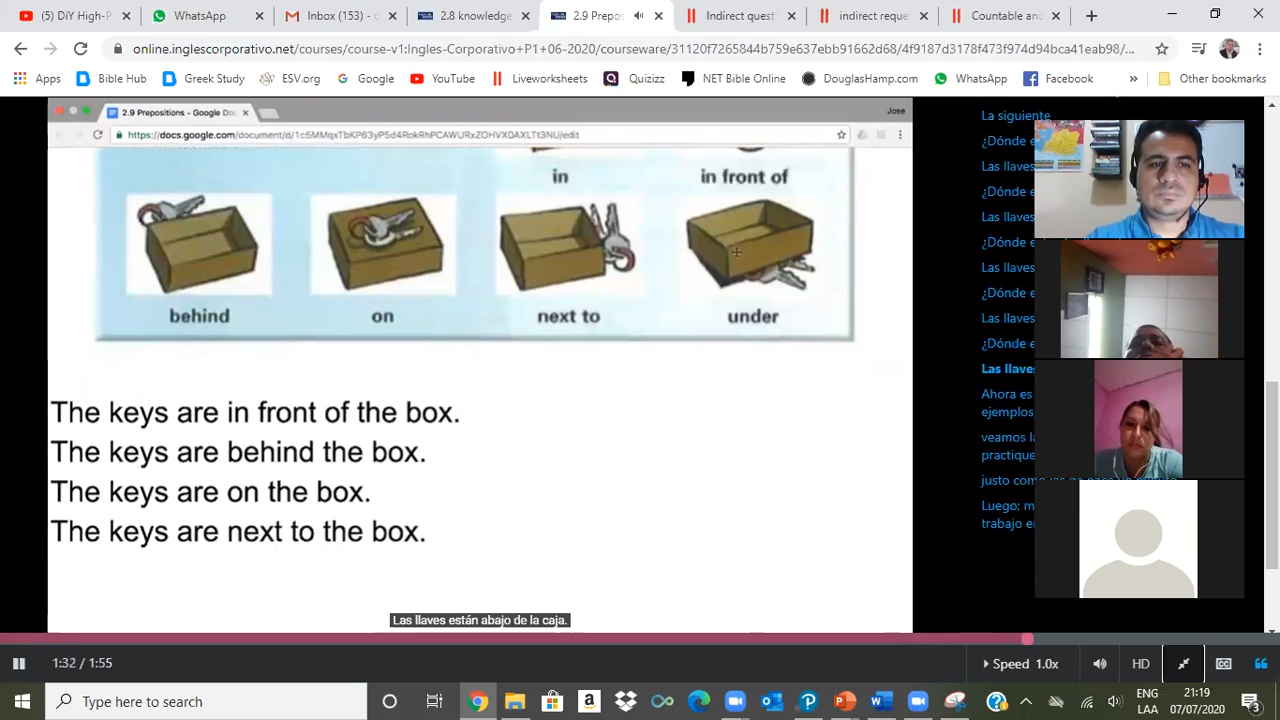 (5) DiY High-P
WhatsApp
Inbox (153) - c
2.8 knowledge
2.9 Prepos
Indirect quest
indirect reque
Countable anc
online.inglescorporativo.net/courses/course-v1:Ingles-Corporativo+P1+06-2020/courseware/31120f7265844b759e637ebb91662d68/4f9187d3178f473f974d94bca41eab98/...
Apps
Bible Hub
Greek Study
ESV.org
Google
YouTube
Liveworksheets
Quizizz
NET Bible Online
DouglasHaman.com
WhatsApp
Facebook
»
Other bookmarks
2.9 Prepositions - Google Doc
Jose
in
in front of
behind
on
next to
under
The keys are in front of the box.
The keys are behind the box.
The keys are on the box.
The keys are next to the box.
Las llaves están abajo de la caja.
La siguiente
¿Dónde e
Las llaves
¿Dónde e
Las llaves
¿Dónde e
Las llaves
¿Dónde e
Las llaves
¿Dónde e
Las llaves
Ahora es
ejemplos
veamos la
practique
Luego; m
trabajo en
1:32 / 1:55
Speed 1.0x
HD
Type here to search
ENG
LAA
21:19
07/07/2020
3